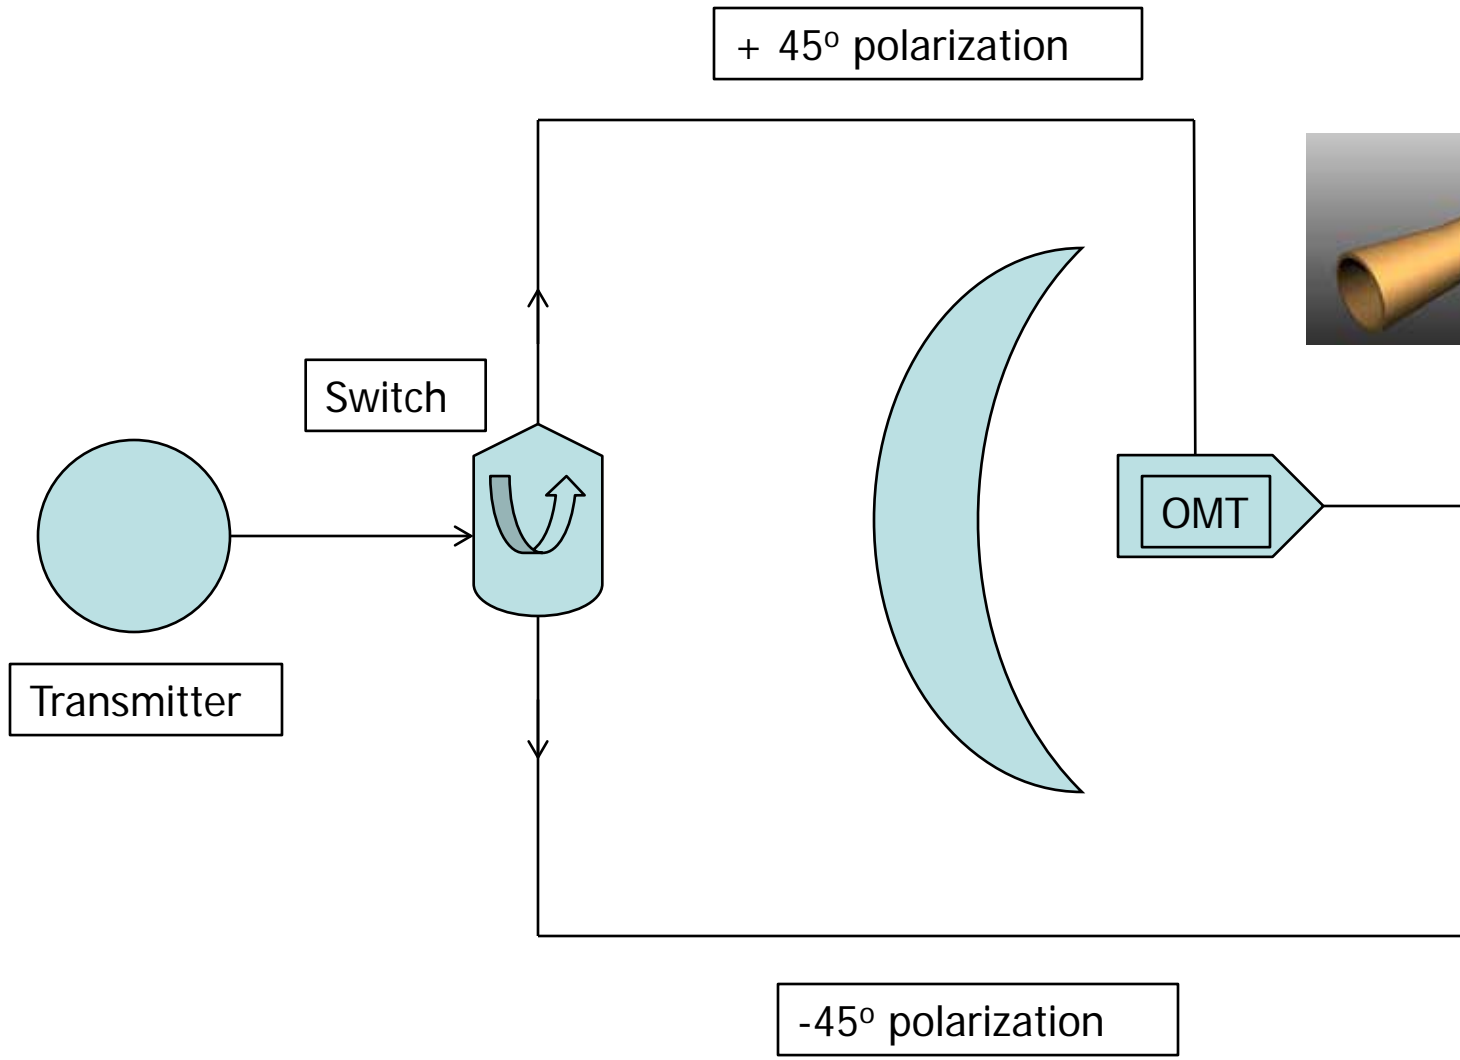 + 45º polarization
Switch
OMT
Transmitter
-45º polarization